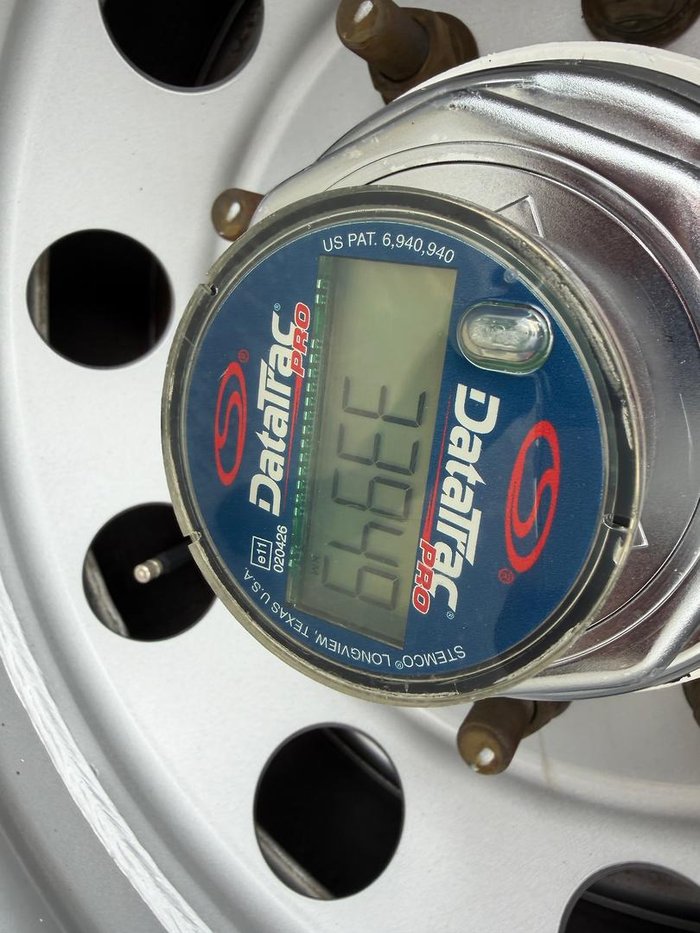 US PAT. 6,940,940
DataTrac®
PRO
e11
020426
DataTrac®
PRO
STEMCO® LONGVIEW, TEXAS U.S.A.